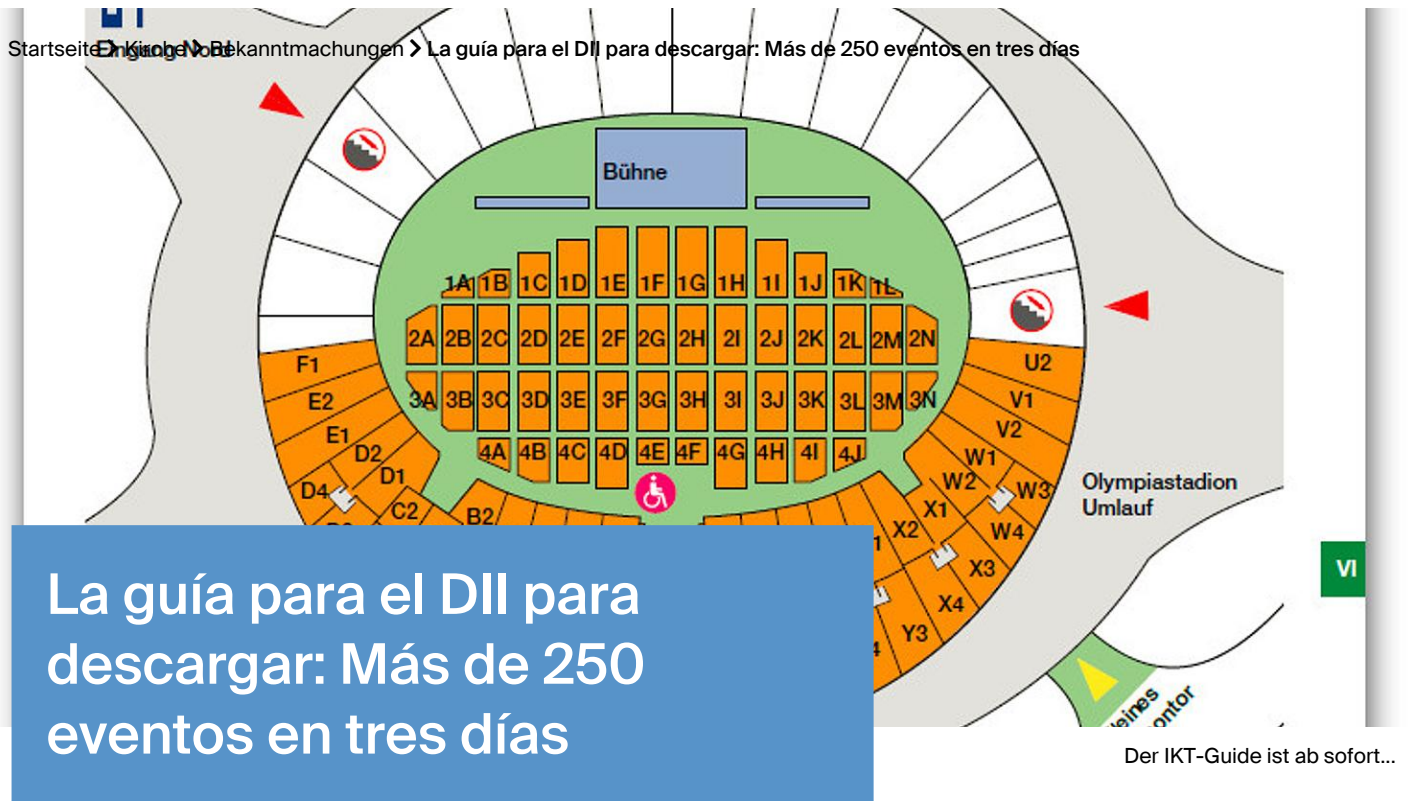 Eingang Nord
Startseite > Kirche > Bekanntmachungen > La guía para el DII para descargar: Más de 250 eventos en tres días
Bühne
1A 1B 1C 1D 1E 1F 1G 1H 1I 1J 1K 1L
2A 2B 2C 2D 2E 2F 2G 2H 2I 2J 2K 2L 2M 2N
3A 3B 3C 3D 3E 3F 3G 3H 3I 3J 3K 3L 3M 3N
4A 4B 4C 4D 4E 4F 4G 4H 4I 4J
F1
E2
E1
D2
D1
D4
C2
B2
U2
V1
V2
W1
W2
W3
X1
W4
X2
X3
X4
Y3
Olympiastadion
Umlauf
VI
La guía para el DII para
descargar: Más de 250
eventos en tres días
Der IKT-Guide ist ab sofort...